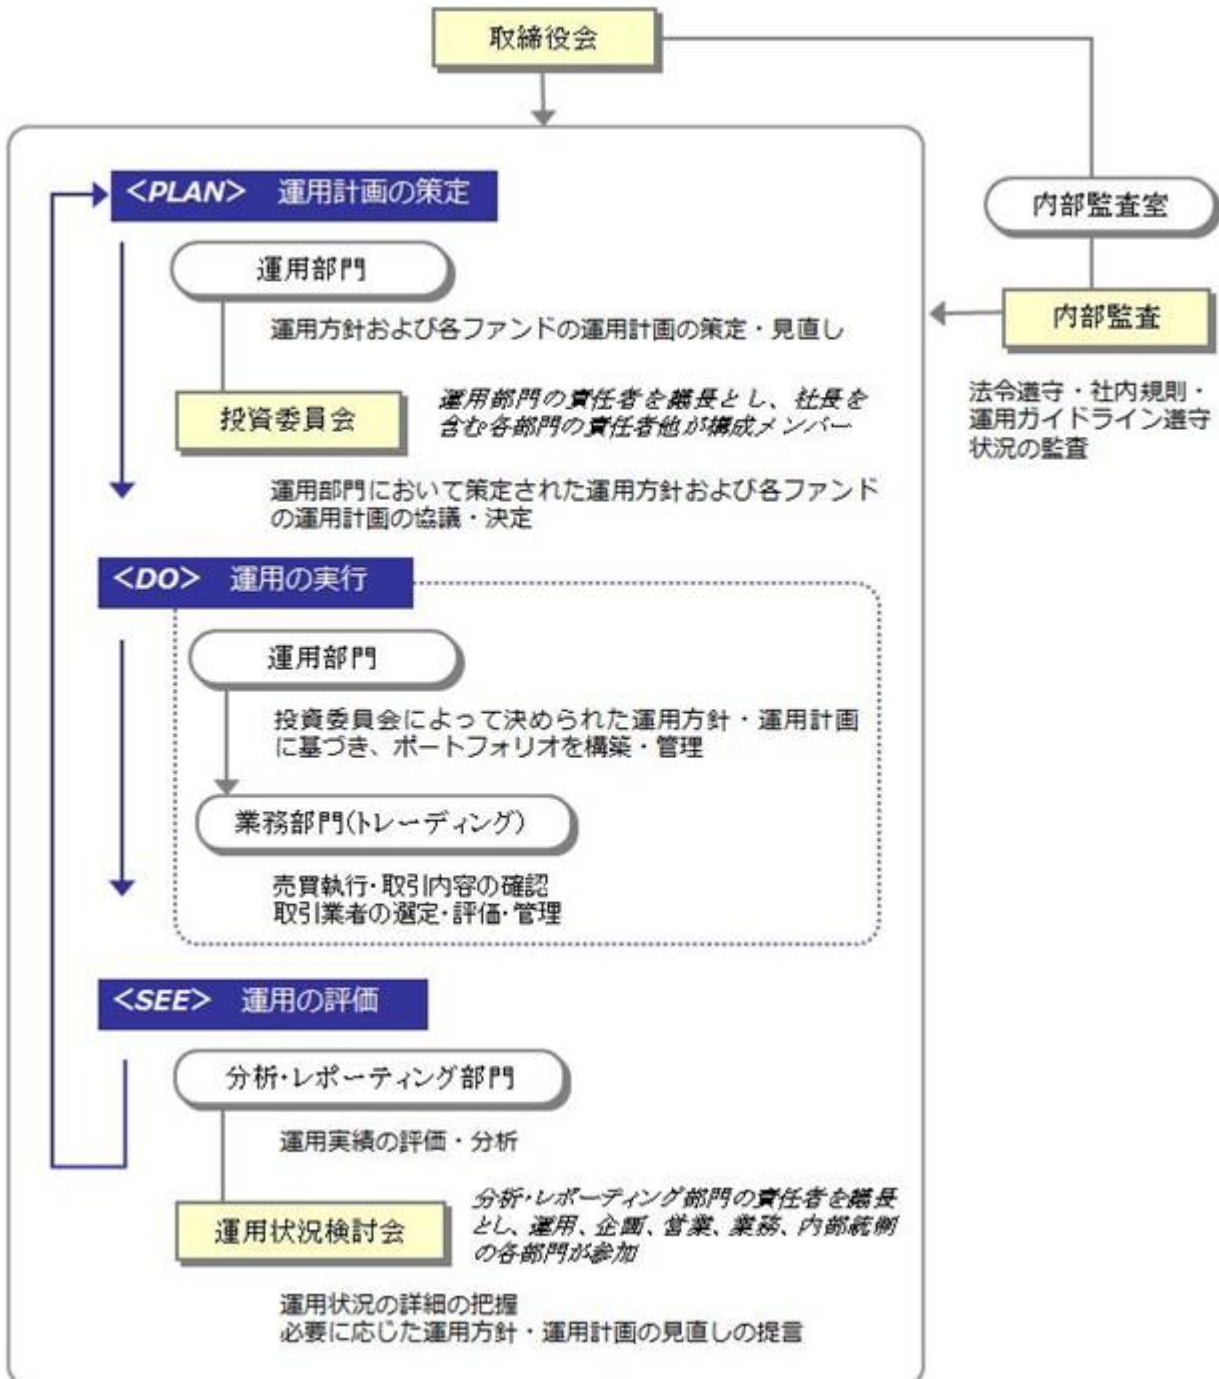 取締役会
<PLAN> 運用計画の策定
運用部門
運用方針および各ファンドの運用計画の策定・見直し
投資委員会
運用部門の責任者を議長とし、社長を
含む各部門の責任者他が構成メンバー
運用部門において策定された運用方針および各ファンド
の運用計画の協議・決定
<DO> 運用の実行
運用部門
投資委員会によって決められた運用方針・運用計画
に基づき、ポートフォリオを構築・管理
業務部門(トレーディング)
売買執行・取引内容の確認
取引業者の選定・評価・管理
<SEE> 運用の評価
分析・レポーティング部門
運用実績の評価・分析
運用状況検討会
分析・レポーティング部門の責任者を議長
とし、運用、企画、営業、業務、内部統制
の各部門が参加
運用状況の詳細の把握
必要に応じた運用方針・運用計画の見直しの提言
内部監査室
内部監査
法令遵守・社内規則・
運用ガイドライン遵守
状況の監査